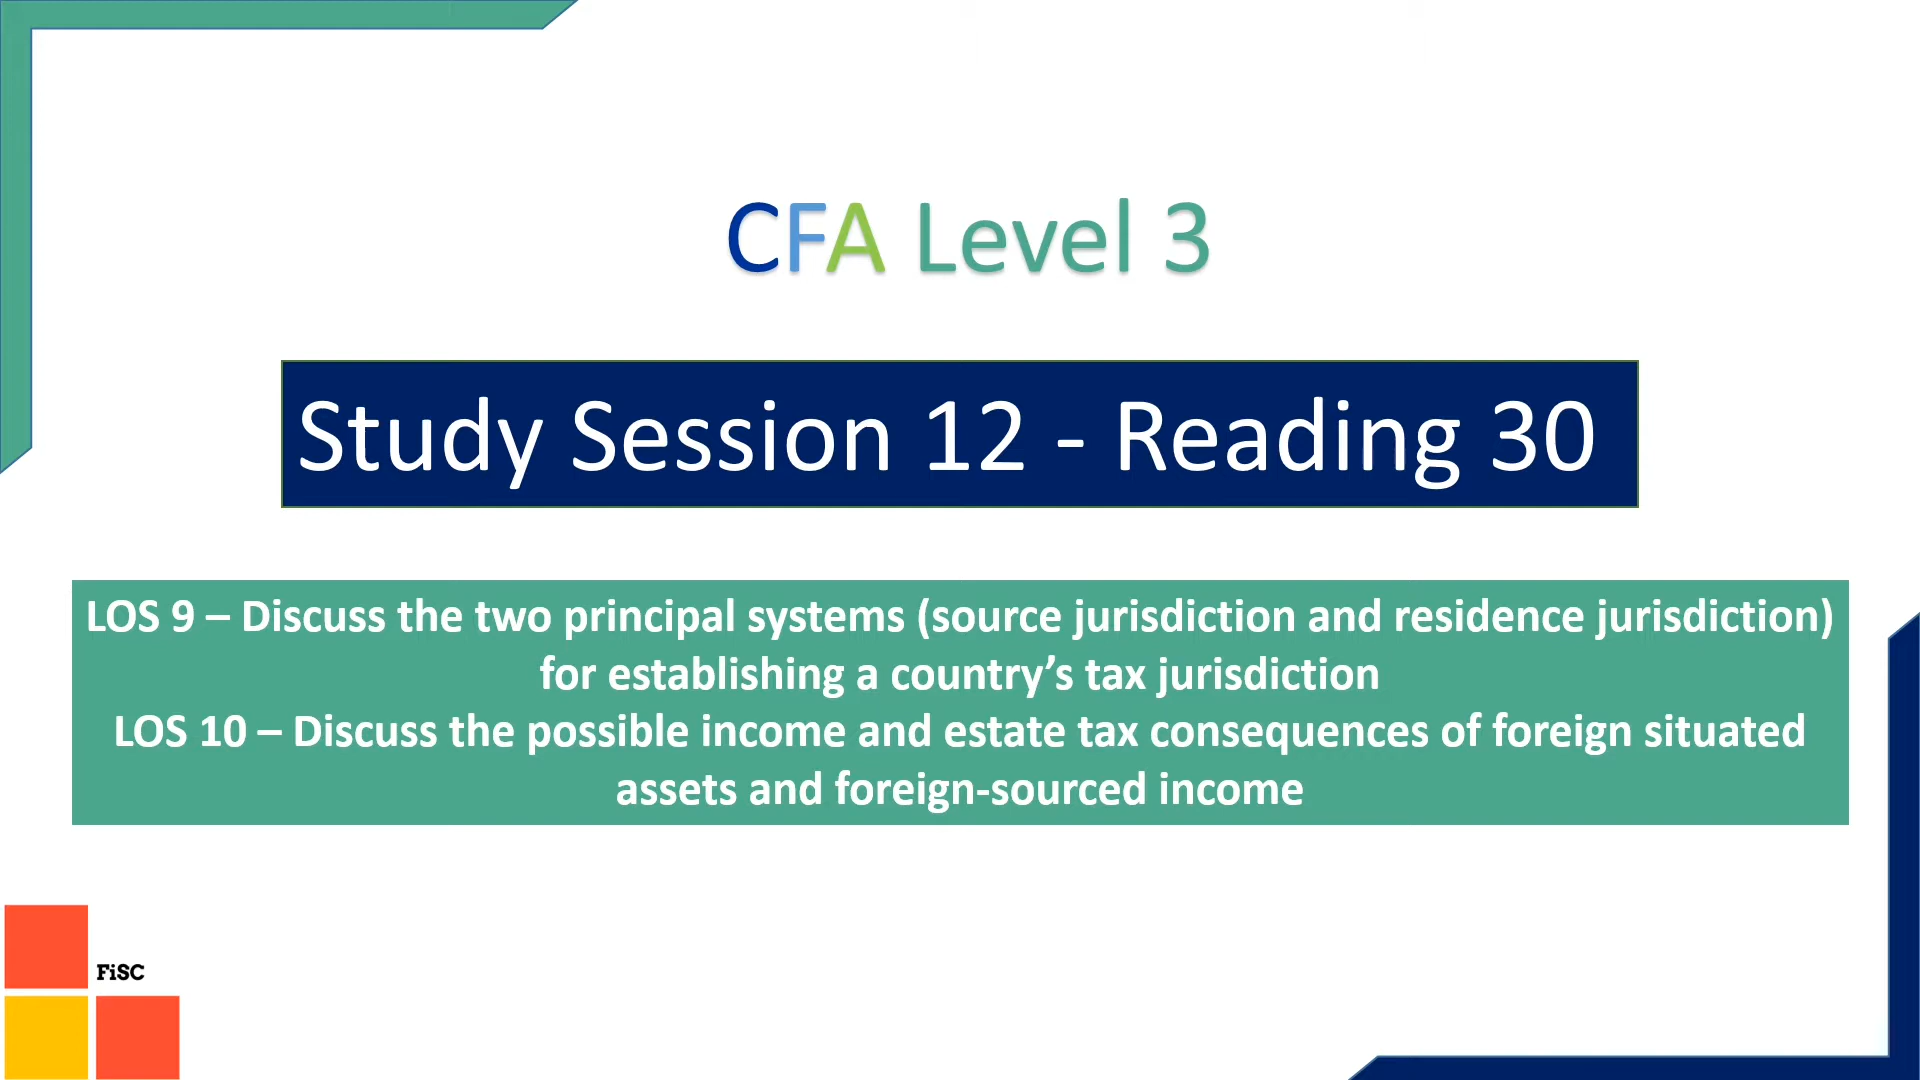 CFA Level 3
Study Session 12 - Reading 30
LOS 9 – Discuss the two principal systems (source jurisdiction and residence jurisdiction)
for establishing a country’s tax jurisdiction
LOS 10 – Discuss the possible income and estate tax consequences of foreign situated
assets and foreign-sourced income
FiSC